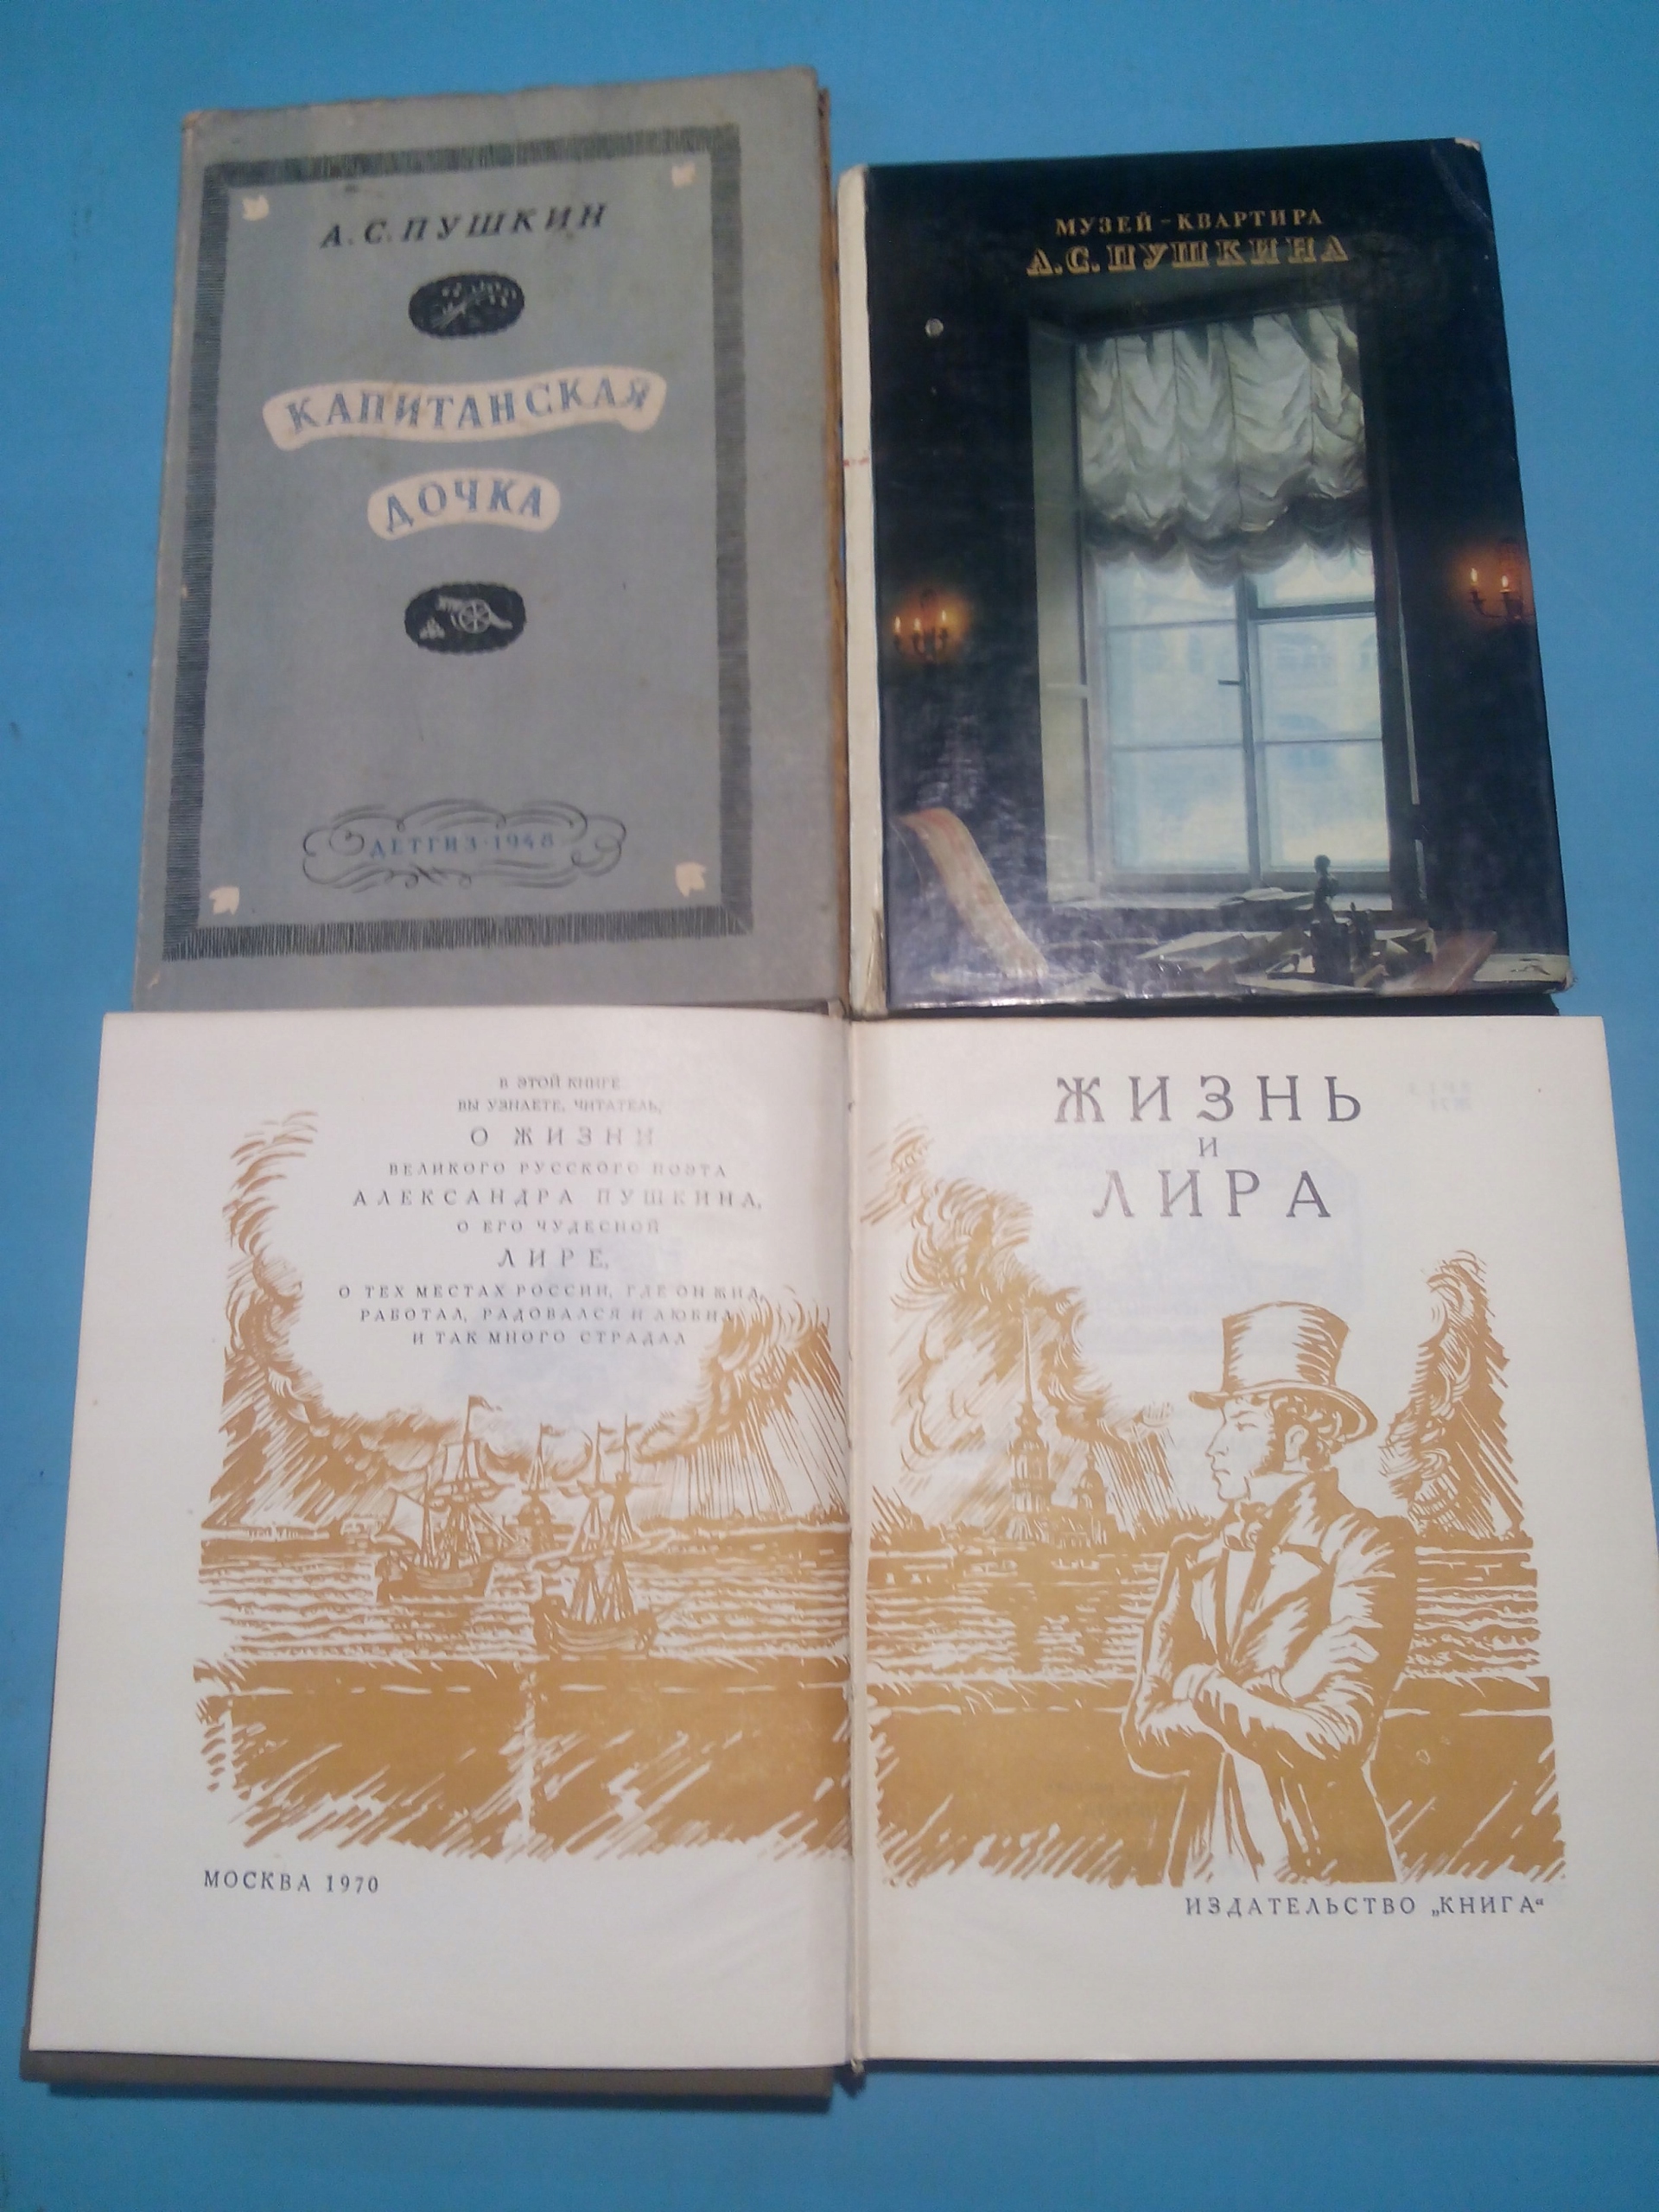 А. С. ПУШКИН
КАПИТАНСКАЯ
ДОЧКА
ДЕТГИЗ · 1948
МУЗЕЙ - КВАРТИРА
А. С. ПУШКИНА
В ЭТОЙ КНИГЕ
ВЫ УЗНАЕТЕ, ЧИТАТЕЛЬ,
О ЖИЗНИ
ВЕЛИКОГО РУССКОГО ПОЭТА
АЛЕКСАНДРА ПУШКИНА,
О ЕГО ЧУДЕСНОЙ
ЛИРЕ,
О ТЕХ МЕСТАХ РОССИИ, ГДЕ ОН ЖИЛ,
РАБОТАЛ, РАДОВАЛСЯ И ЛЮБИЛ
И ТАК МНОГО СТРАДАЛ
МОСКВА 1970
ЖИЗНЬ
И
ЛИРА
ИЗДАТЕЛЬСТВО „КНИГА“